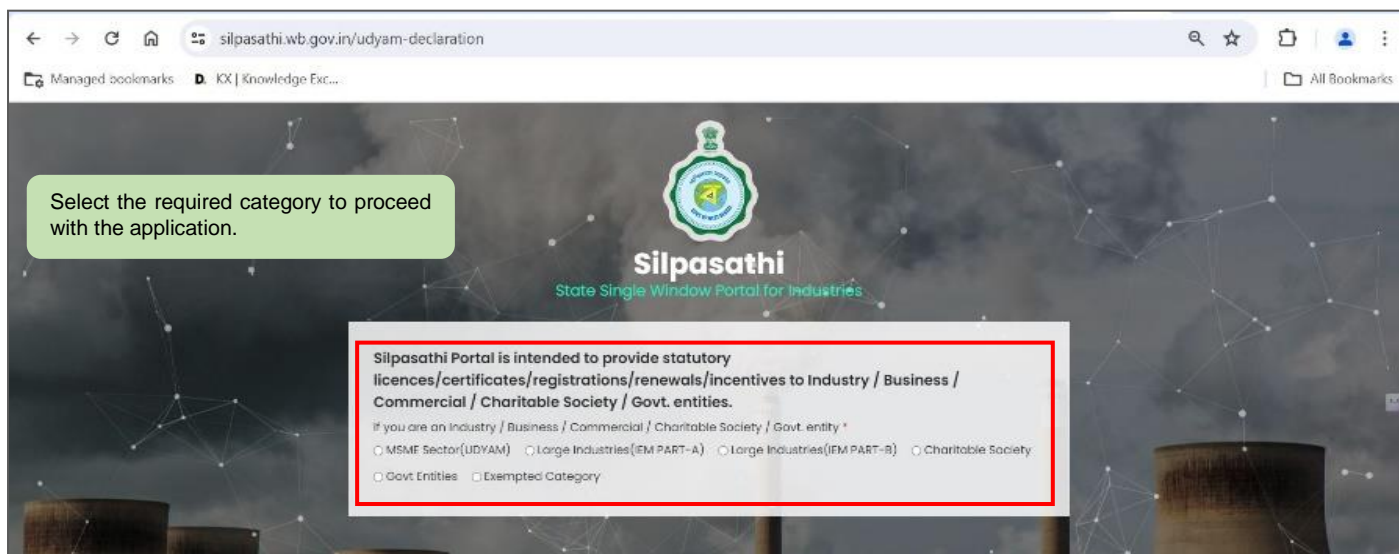 silpasathi.wb.gov.in/udyam-declaration
Managed bookmarks D. KX | Knowledge Exc... All Bookmarks
Select the required category to proceed
with the application.
Silpasathi
State Single Window Portal for Industries
Silpasathi Portal is intended to provide statutory
licences/certificates/registrations/renewals/incentives to Industry / Business /
Commercial / Charitable Society / Govt. entities.
If you are an Industry / Business / Commercial / Charitable Society / Govt. entity *
MSME Sector(UDYAM) Large Industries(IEM PART-A) Large Industries(IEM PART-B) Charitable Society
Govt Entities Exempted Category